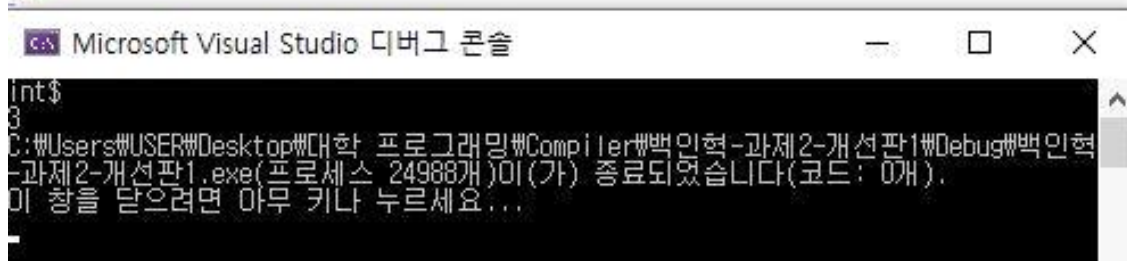 Microsoft Visual Studio 디버그 콘솔
int$
3
C:₩Users₩USER₩Desktop₩대학 프로그래밍₩Compiler₩백인혁-과제2-개선판1₩Debug₩백인혁
-과제2-개선판1.exe(프로세스 24988개)이(가) 종료되었습니다(코드: 0개).
이 창을 닫으려면 아무 키나 누르세요...